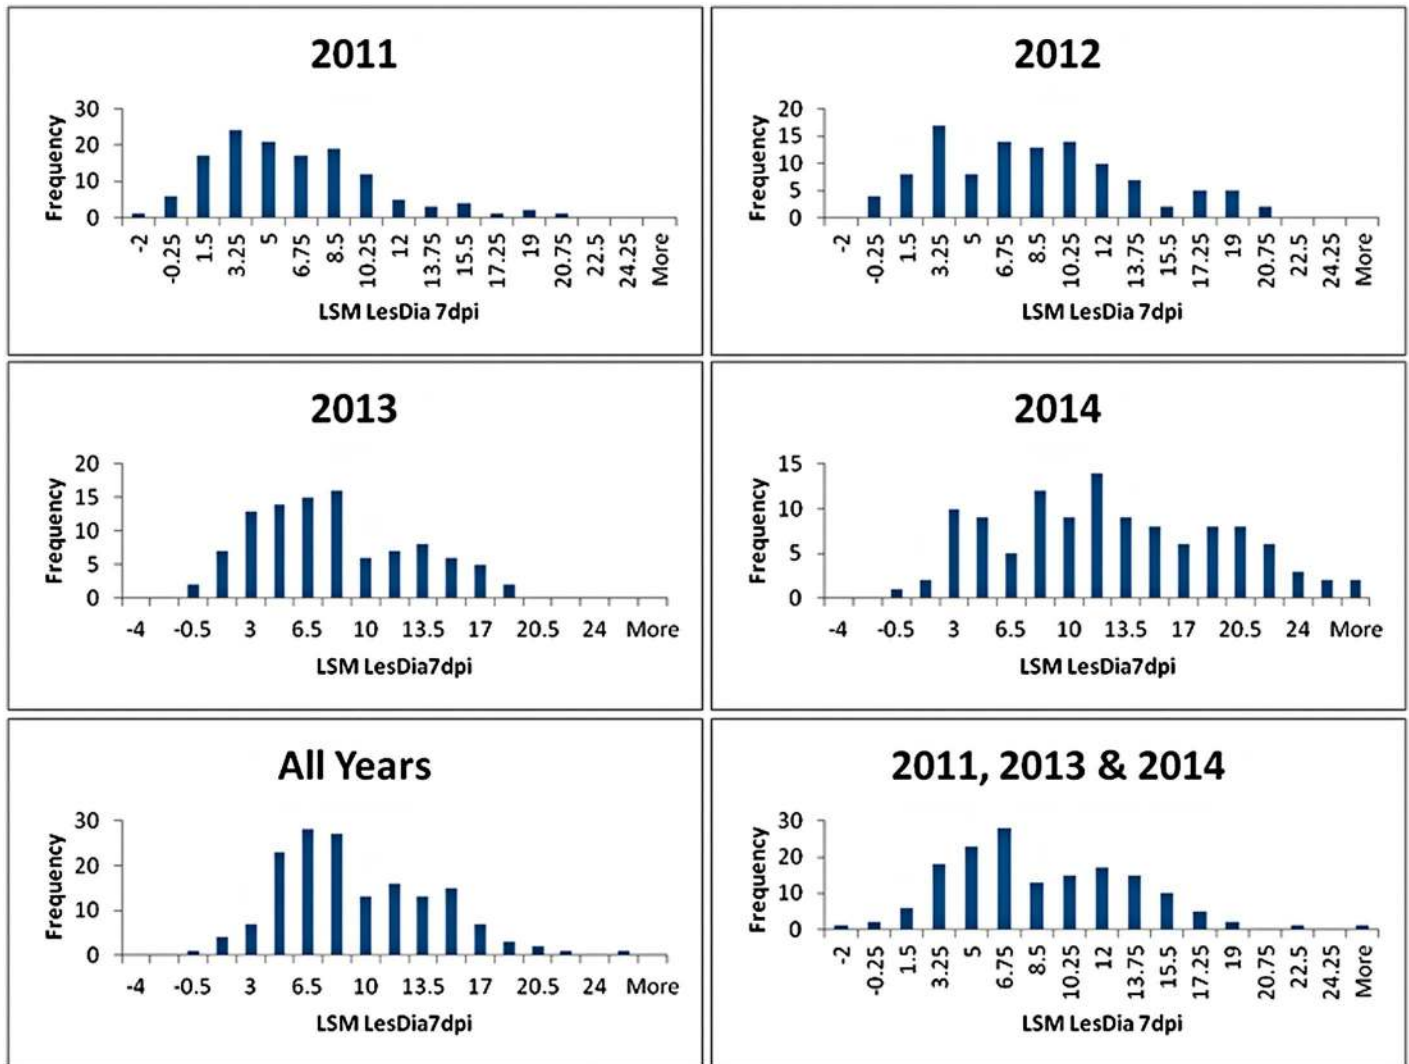 2011
30
20
10
0
Frequency
-2 -0.25 1.5 3.25 5 6.75 8.5 10.25 12 13.75 15.5 17.25 19 20.75 22.5 24.25 More
LSM LesDia 7dpi
2012
20
15
10
5
0
Frequency
-2 -0.25 1.5 3.25 5 6.75 8.5 10.25 12 13.75 15.5 17.25 19 20.75 22.5 24.25 More
LSM LesDia 7dpi
2013
20
15
10
5
0
Frequency
-4 -0.5 3 6.5 10 13.5 17 20.5 24 More
LSM LesDia7dpi
2014
15
10
5
0
Frequency
-4 -0.5 3 6.5 10 13.5 17 20.5 24 More
LSM LesDia7dpi
All Years
30
20
10
0
Frequency
-4 -0.5 3 6.5 10 13.5 17 20.5 24 More
LSM LesDia7dpi
2011, 2013 & 2014
30
20
10
0
Frequency
-2 -0.25 1.5 3.25 5 6.75 8.5 10.25 12 13.75 15.5 17.25 19 20.75 22.5 24.25 More
LSM LesDia 7dpi